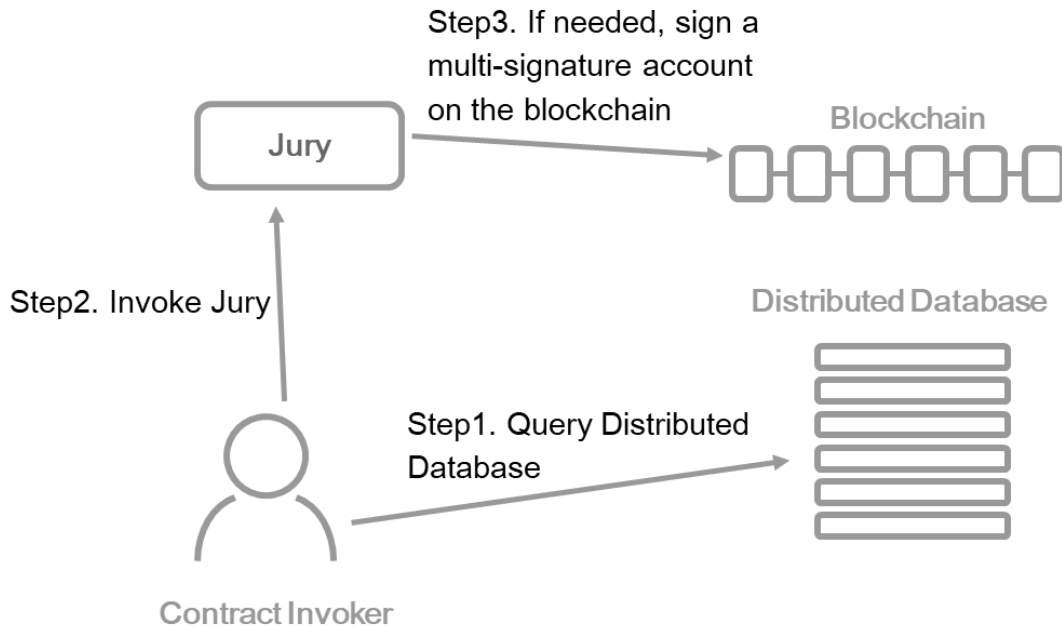 Step3. If needed, sign a
multi-signature account
on the blockchain
Jury
Blockchain
Step2. Invoke Jury
Distributed Database
Step1. Query Distributed
Database
Contract Invoker